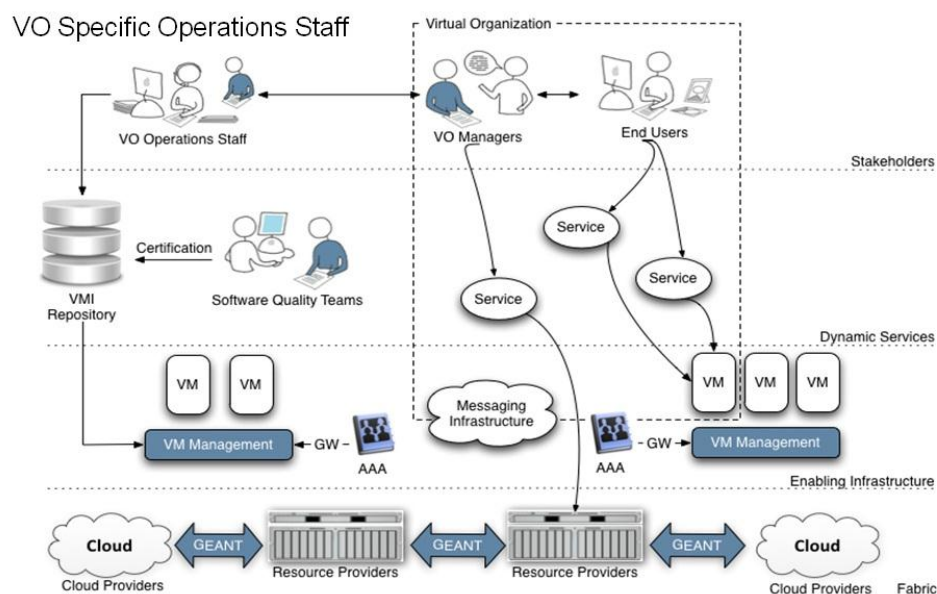 VO Specific Operations Staff
Virtual Organization
VO Operations Staff
VO Managers
End Users
Stakeholders
Certification
Service
Service
VMI
Repository
Software Quality Teams
Service
Dynamic Services
VM
VM
VM
VM
VM
Messaging
Infrastructure
VM Management
GW
AAA
AAA
GW
VM Management
Enabling Infrastructure
Cloud
GEANT
GEANT
GEANT
Cloud
Cloud Providers
Resource Providers
Resource Providers
Cloud Providers
Fabric